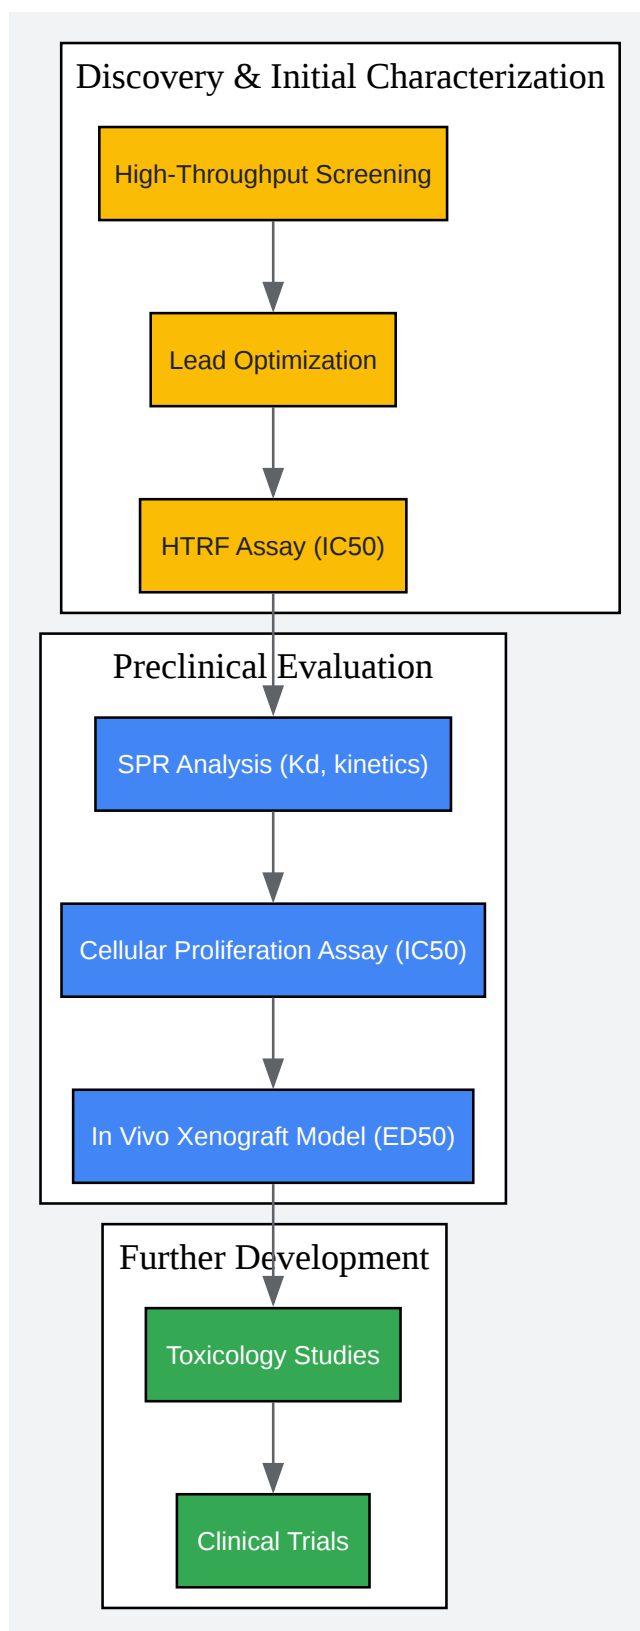 Discovery & Initial Characterization
High-Throughput Screening
Lead Optimization
HTRF Assay (IC50)
Preclinical Evaluation
SPR Analysis (Kd, kinetics)
Cellular Proliferation Assay (IC50)
In Vivo Xenograft Model (ED50)
Further Development
Toxicology Studies
Clinical Trials